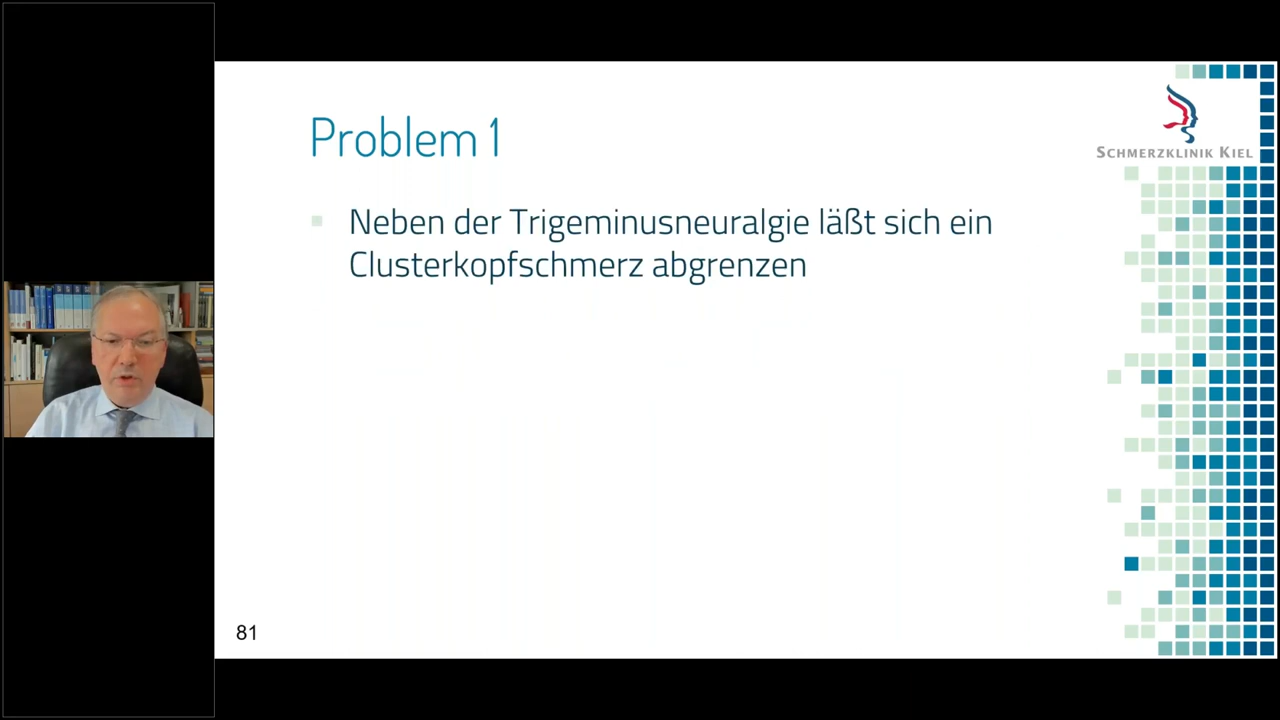 Problem 1
SCHMERZKLINIK KIEL
Neben der Trigeminusneuralgie läßt sich ein
Clusterkopfschmerz abgrenzen
81